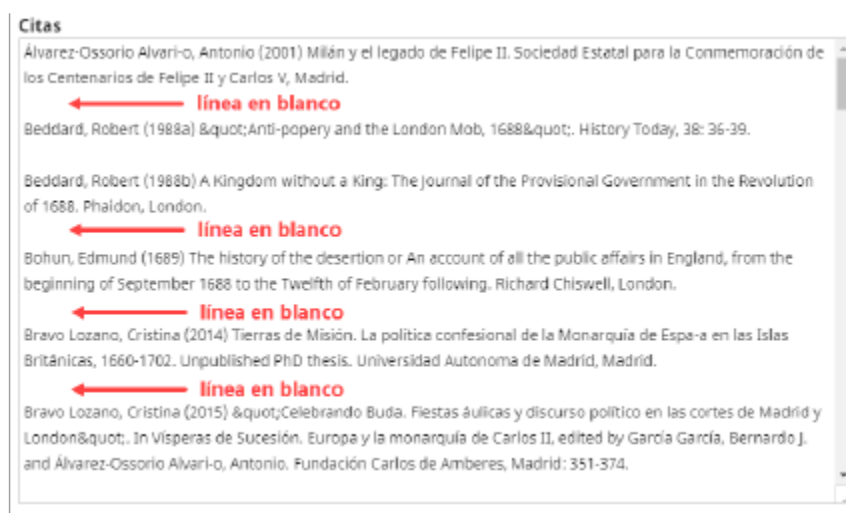 Citas
Álvarez-Ossorio Alvari-o, Antonio (2001) Milán y el legado de Felipe II. Sociedad Estatal para la Conmemoración de
los Centenarios de Felipe II y Carlos V, Madrid.
línea en blanco
Beddard, Robert (1988a) &quot;Anti-popery and the London Mob, 1688&quot;. History Today, 38: 36-39.
Beddard, Robert (1988b) A Kingdom without a King: The Journal of the Provisional Government in the Revolution
of 1688. Phaidon, London.
línea en blanco
Bohun, Edmund (1689) The history of the desertion or An account of all the public affairs in England, from the
beginning of September 1688 to the Twelfth of February following. Richard Chiswell, London.
línea en blanco
Bravo Lozano, Cristina (2014) Tierras de Misión. La política confesional de la Monarquía de Espa-a en las Islas
Británicas, 1660-1702. Unpublished PhD thesis. Universidad Autonoma de Madrid, Madrid.
línea en blanco
Bravo Lozano, Cristina (2015) &quot;Celebrando Buda. Fiestas áulicas y discurso político en las cortes de Madrid y
London&quot;. In Vísperas de Sucesión. Europa y la monarquía de Carlos II, edited by García García, Bernardo J.
and Álvarez-Ossorio Alvari-o, Antonio. Fundación Carlos de Amberes, Madrid: 351-374.